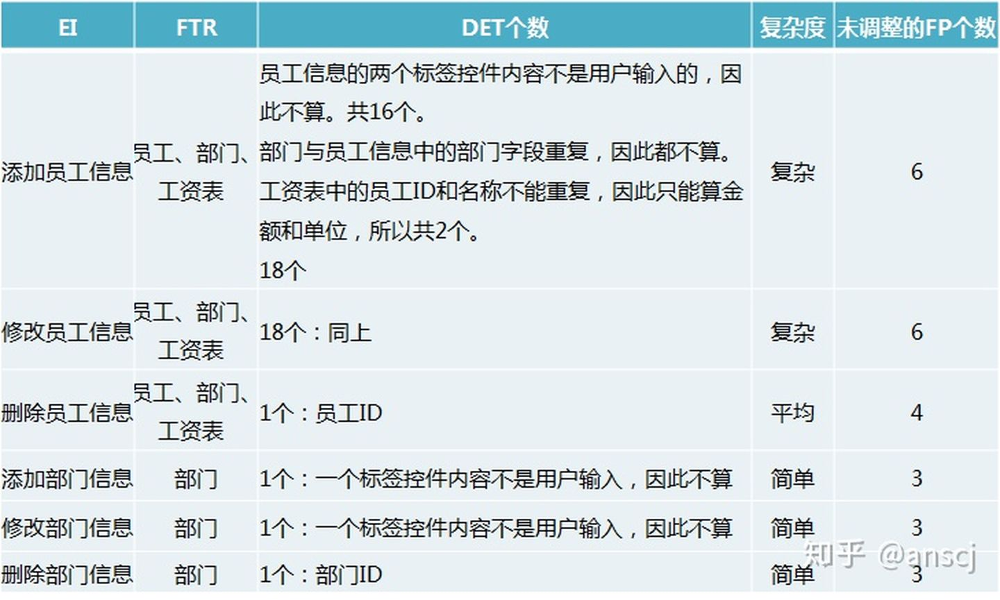 EI FTR DET个数 复杂度 未调整的FP个数
员工信息的两个标签控件内容不是用户输入的，因
此不算。共16个。
添加员工信息 员工、部门、 部门与员工信息中的部门字段重复，因此都不算。 复杂 6
工资表 工资表中的员工ID和名称不能重复，因此只能算金
额和单位，所以共2个。
18个
员工、部门、
修改员工信息 18个：同上 复杂 6
工资表
员工、部门、
删除员工信息 1个：员工ID 平均 4
工资表
添加部门信息 部门 1个：一个标签控件内容不是用户输入，因此不算 简单 3
修改部门信息 部门 1个：一个标签控件内容不是用户输入，因此不算 简单 3
删除部门信息 部门 1个：部门ID 简单 3
知乎 @anscj